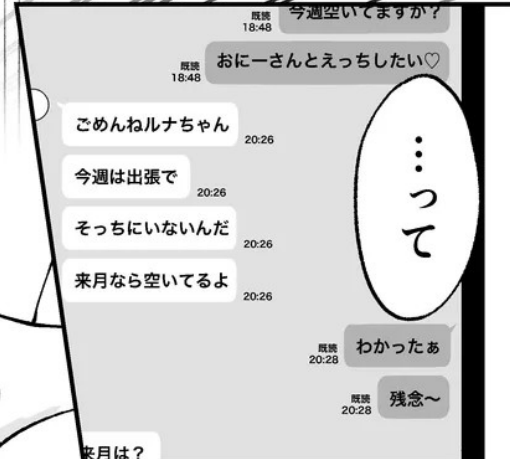 今週空いてますか？
既読
18:48
おにーさんとえっちしたい♡
既読
18:48
ごめんねルナちゃん
20:26
今週は出張で
20:26
そっちにいないんだ
20:26
来月なら空いてるよ
20:26
…って
わかったぁ
既読
20:28
残念〜
既読
20:28
来月は？